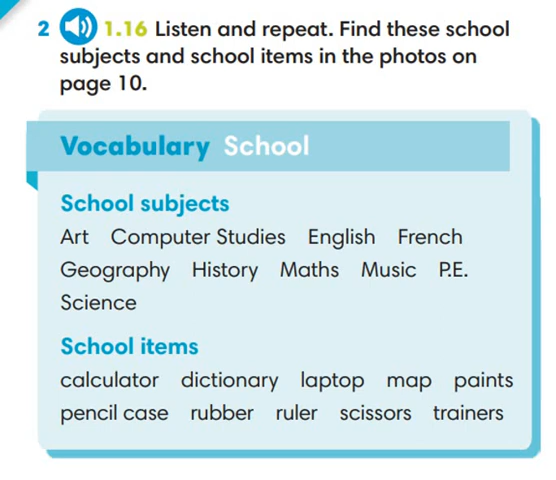 2 1.16 Listen and repeat. Find these school
subjects and school items in the photos on
page 10.
Vocabulary School
School subjects
Art Computer Studies English French
Geography History Maths Music P.E.
Science
School items
calculator dictionary laptop map paints
pencil case rubber ruler scissors trainers